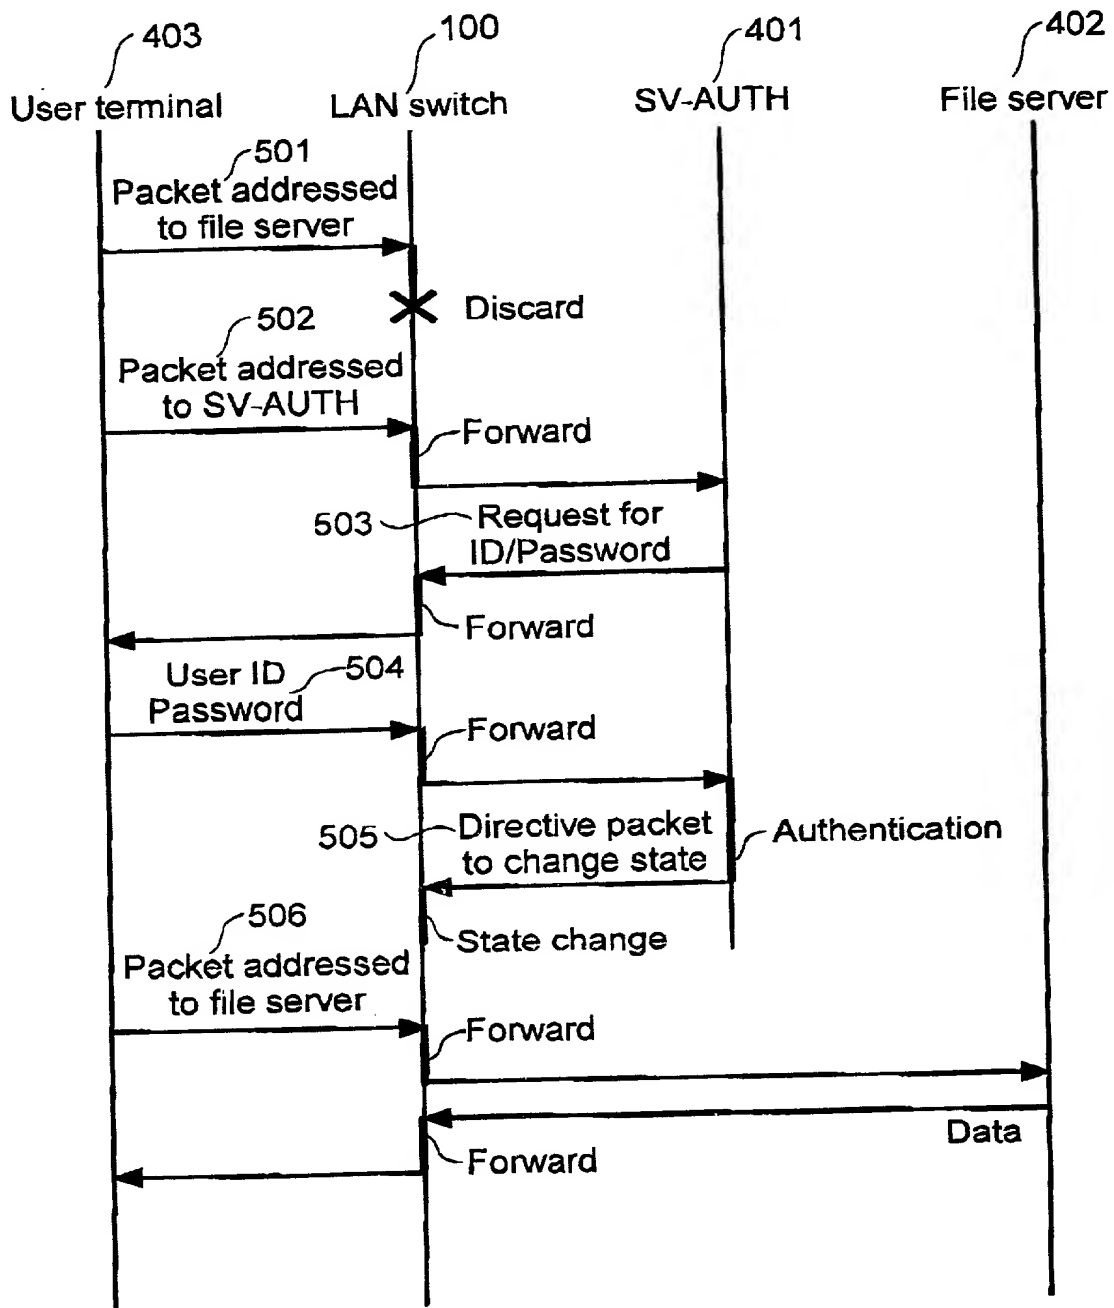 403
100
401
402
User terminal
LAN switch
SV-AUTH
File server
501
Packet addressed
to file server
Discard
502
Packet addressed
to SV-AUTH
Forward
503
Request for
ID/Password
Forward
User ID
Password
504
Forward
505
Directive packet
to change state
Authentication
506
State change
Packet addressed
to file server
Forward
Data
Forward